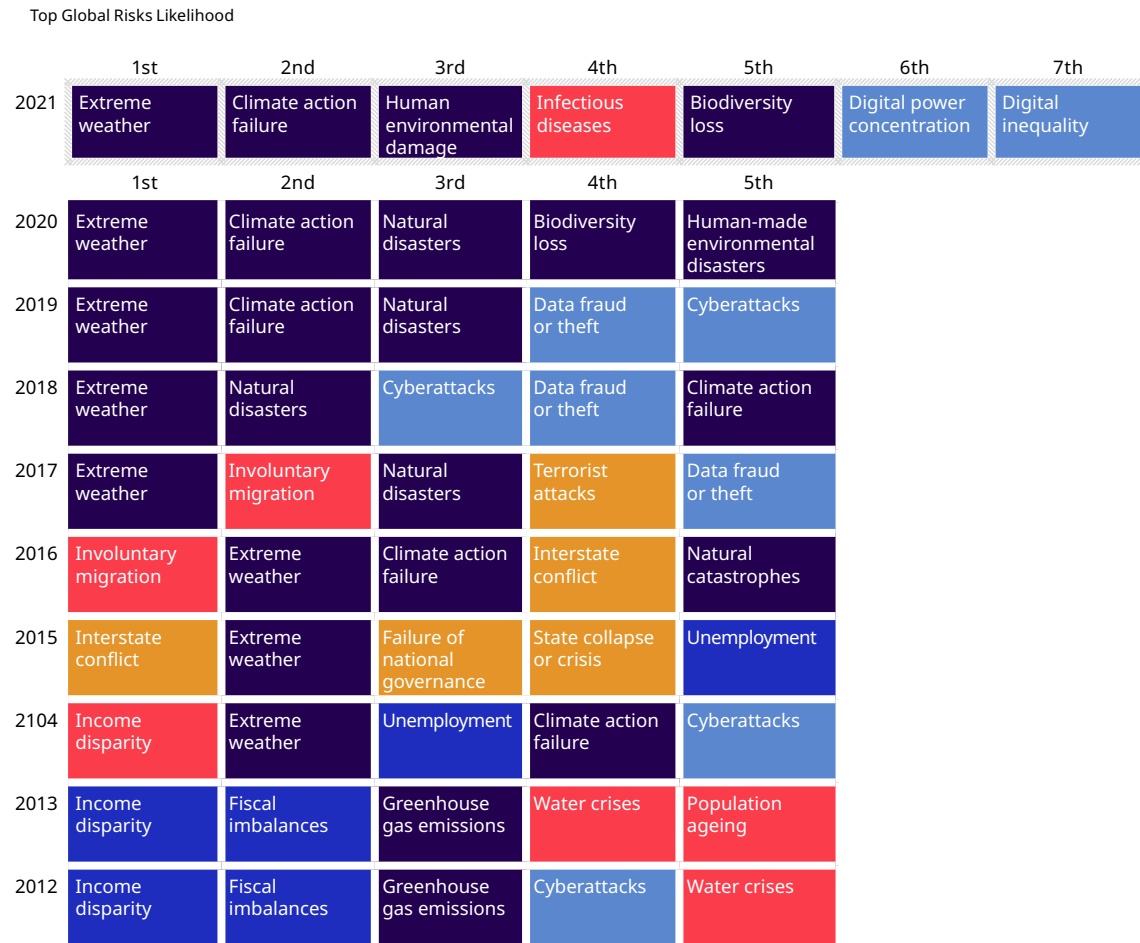 Top Global Risks Likelihood
1st 2nd 3rd 4th 5th 6th 7th
2021 Extreme Climate action Human Infectious Biodiversity Digital power Digital
weather failure environmental diseases loss concentration inequality
damage
1st 2nd 3rd 4th 5th
2020 Extreme Climate action Natural Biodiversity Human-made
weather failure disasters loss environmental
disasters
2019 Extreme Climate action Natural Data fraud Cyberattacks
weather failure disasters or theft
2018 Extreme Natural Cyberattacks Data fraud Climate action
weather disasters or theft failure
2017 Extreme Involuntary Natural Terrorist Data fraud
weather migration disasters attacks or theft
2016 Involuntary Extreme Climate action Interstate Natural
migration weather failure conflict catastrophes
2015 Interstate Extreme Failure of State collapse Unemployment
conflict weather national or crisis
governance
2104 Income Extreme Unemployment Climate action Cyberattacks
disparity weather failure
2013 Income Fiscal Greenhouse Water crises Population
disparity imbalances gas emissions ageing
2012 Income Fiscal Greenhouse Cyberattacks Water crises
disparity imbalances gas emissions